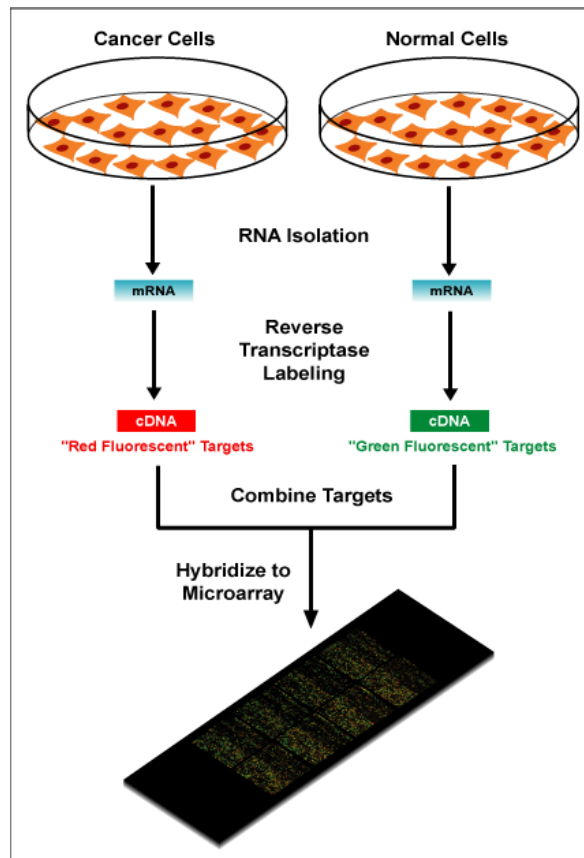 Cancer Cells
Normal Cells
RNA Isolation
mRNA
mRNA
Reverse
Transcriptase
Labeling
cDNA
cDNA
"Red Fluorescent" Targets
"Green Fluorescent" Targets
Combine Targets
Hybridize to
Microarray